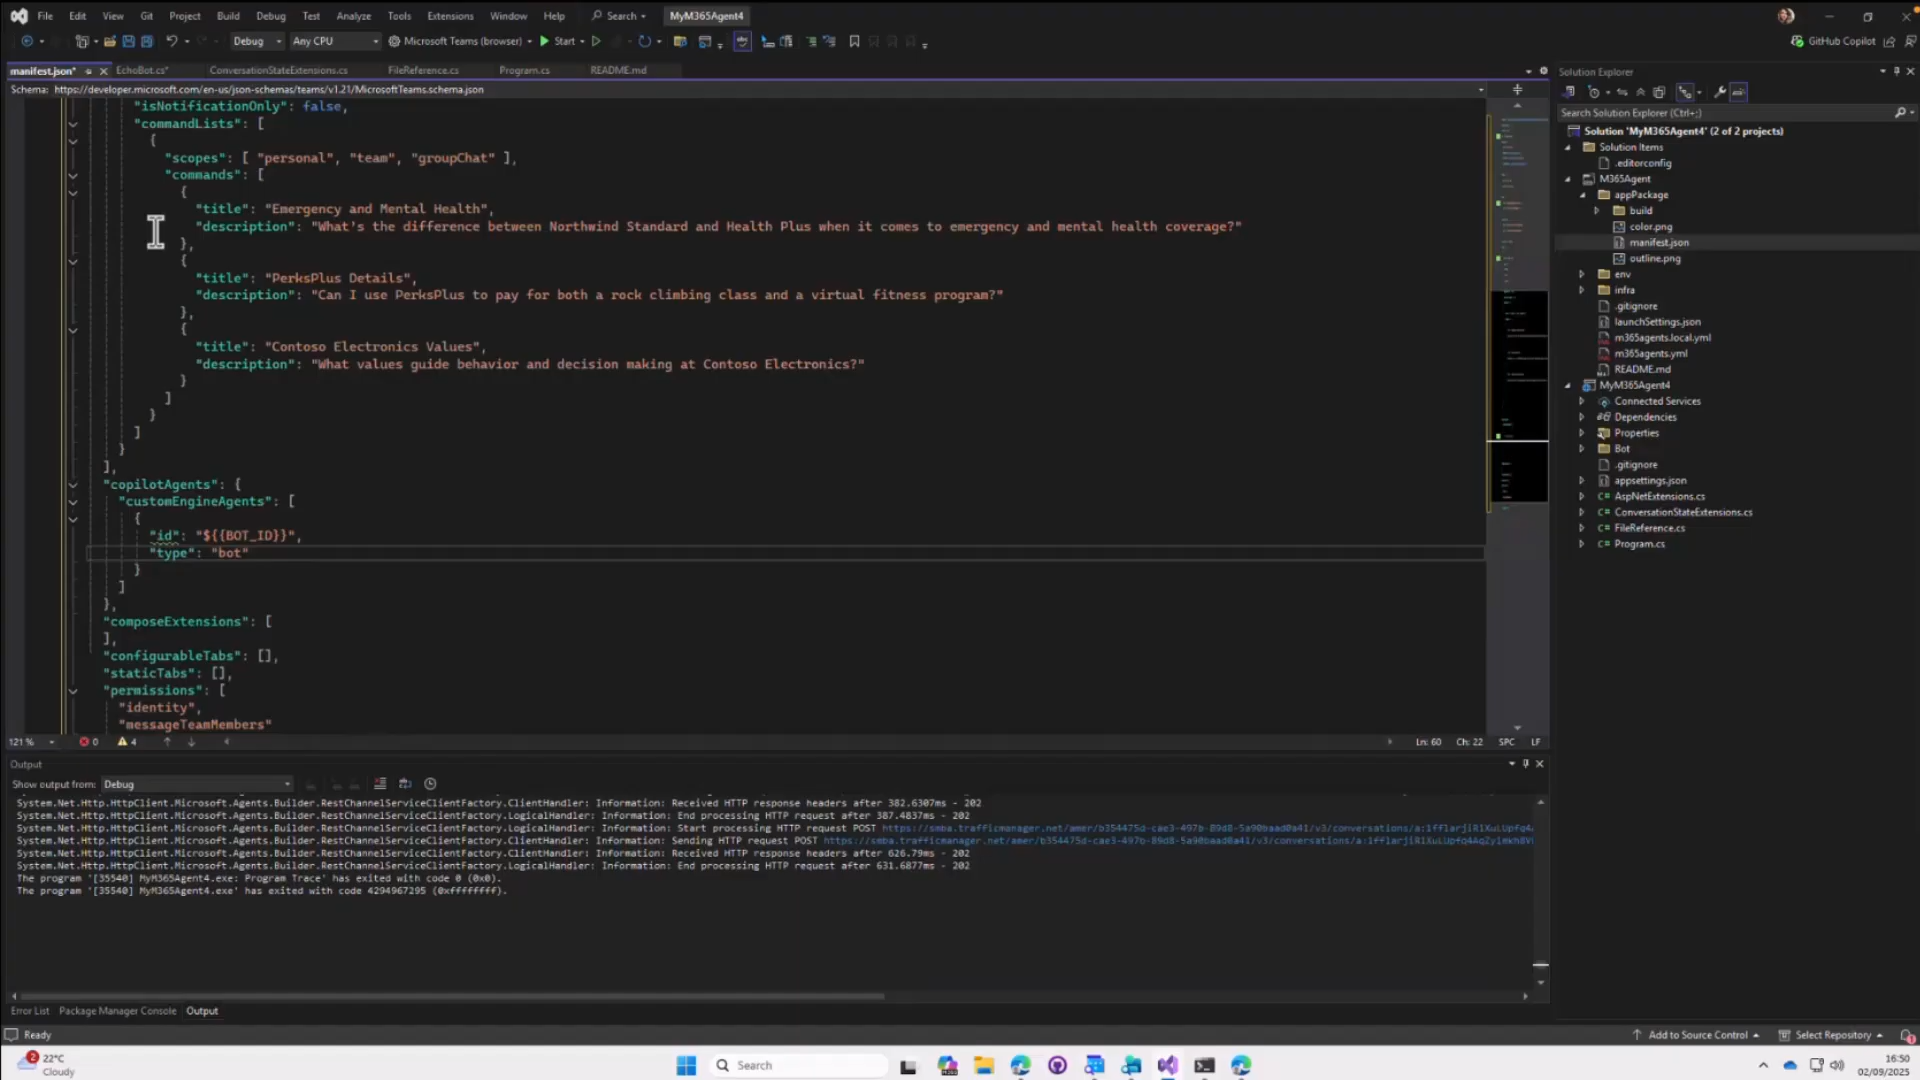 File Edit View Git Project Build Debug Test Analyze Tools Extensions Window Help Search MyM365Agent4
Debug Any CPU Microsoft Teams (browser) Start GitHub Copilot
manifest.json* EchoBot.cs* ConversationStateExtensions.cs FileReference.cs Program.cs README.md
Schema: https://developer.microsoft.com/en-us/json-schemas/teams/v1.21/MicrosoftTeams.schema.json
"isNotificationOnly": false,
"commandLists": [
{
"scopes": [ "personal", "team", "groupChat" ],
"commands": [
{
"title": "Emergency and Mental Health",
"description": "What's the difference between Northwind Standard and Health Plus when it comes to emergency and mental health coverage?"
},
{
"title": "PerksPlus Details",
"description": "Can I use PerksPlus to pay for both a rock climbing class and a virtual fitness program?"
},
{
"title": "Contoso Electronics Values",
"description": "What values guide behavior and decision making at Contoso Electronics?"
}
]
}
]
}
],
"copilotAgents": {
"customEngineAgents": [
{
"id": "${{BOT_ID}}",
"type": "bot"
}
]
},
"composeExtensions": [
],
"configurableTabs": [],
"staticTabs": [],
"permissions": [
"identity",
"messageTeamMembers"
121 % 0 4 Ln: 60 Ch: 22 SPC LF
Output
Show output from: Debug
System.Net.Http.HttpClient.Microsoft.Agents.Builder.RestChannelServiceClientFactory.ClientHandler: Information: Received HTTP response headers after 382.6307ms - 202
System.Net.Http.HttpClient.Microsoft.Agents.Builder.RestChannelServiceClientFactory.LogicalHandler: Information: End processing HTTP request after 387.4837ms - 202
System.Net.Http.HttpClient.Microsoft.Agents.Builder.RestChannelServiceClientFactory.LogicalHandler: Information: Start processing HTTP request POST
System.Net.Http.HttpClient.Microsoft.Agents.Builder.RestChannelServiceClientFactory.ClientHandler: Information: Sending HTTP request POST
System.Net.Http.HttpClient.Microsoft.Agents.Builder.RestChannelServiceClientFactory.ClientHandler: Information: Received HTTP response headers after 626.79ms - 202
System.Net.Http.HttpClient.Microsoft.Agents.Builder.RestChannelServiceClientFactory.LogicalHandler: Information: End processing HTTP request after 631.6877ms - 202
The program '[35540] MyM365Agent4.exe: Program Trace' has exited with code 0 (0x0).
The program '[35540] MyM365Agent4.exe' has exited with code 4294967295 (0xffffffff).
Error List Package Manager Console Output
Solution Explorer
Search Solution Explorer (Ctrl+;)
Solution 'MyM365Agent4' (2 of 2 projects)
Solution Items
.editorconfig
M365Agent
appPackage
build
color.png
manifest.json
outline.png
env
infra
.gitignore
launchSettings.json
m365agents.local.yml
m365agents.yml
README.md
MyM365Agent4
Connected Services
Dependencies
Properties
Bot
.gitignore
appsettings.json
C# AspNetExtensions.cs
C# ConversationStateExtensions.cs
C# FileReference.cs
C# Program.cs
Ready Add to Source Control Select Repository
2 22°C
Cloudy
Search
16:50
02/09/2025